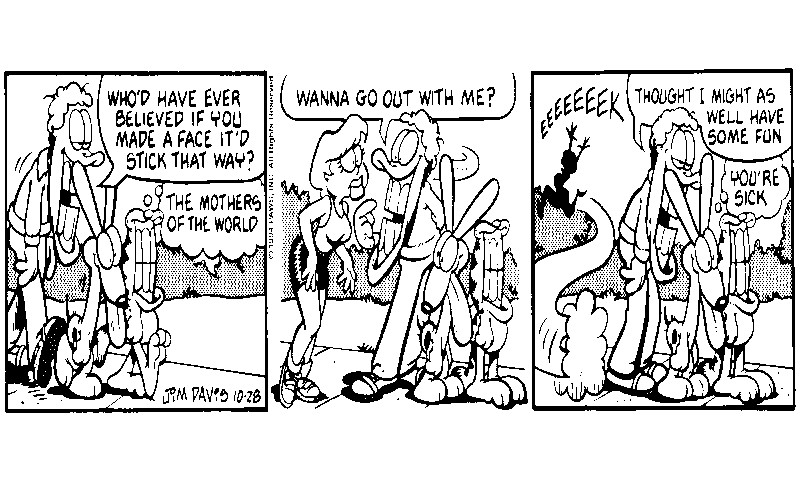 WHO'D HAVE EVER
BELIEVED IF YOU
MADE A FACE IT'D
STICK THAT WAY?
THE MOTHERS
OF THE WORLD
JIM DAVIS 10-28
WANNA GO OUT WITH ME?
EEEEEEEK
THOUGHT I MIGHT AS
WELL HAVE
SOME FUN
YOU'RE
SICK